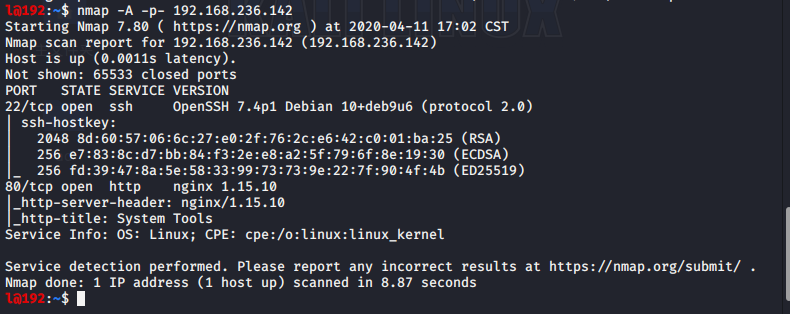 l@192:~$ nmap -A -p- 192.168.236.142
Starting Nmap 7.80 ( https://nmap.org ) at 2020-04-11 17:02 CST
Nmap scan report for 192.168.236.142 (192.168.236.142)
Host is up (0.0011s latency).
Not shown: 65533 closed ports
PORT   STATE SERVICE VERSION
22/tcp open  ssh     OpenSSH 7.4p1 Debian 10+deb9u6 (protocol 2.0)
| ssh-hostkey:
|   2048 8d:60:57:06:6c:27:e0:2f:76:2c:e6:42:c0:01:ba:25 (RSA)
|   256 e7:83:8c:d7:bb:84:f3:2e:e8:a2:5f:79:6f:8e:19:30 (ECDSA)
|_  256 fd:39:47:8a:5e:58:33:99:73:73:9e:22:7f:90:4f:4b (ED25519)
80/tcp open  http    nginx 1.15.10
|_http-server-header: nginx/1.15.10
|_http-title: System Tools
Service Info: OS: Linux; CPE: cpe:/o:linux:linux_kernel
Service detection performed. Please report any incorrect results at https://nmap.org/submit/ .
Nmap done: 1 IP address (1 host up) scanned in 8.87 seconds
l@192:~$